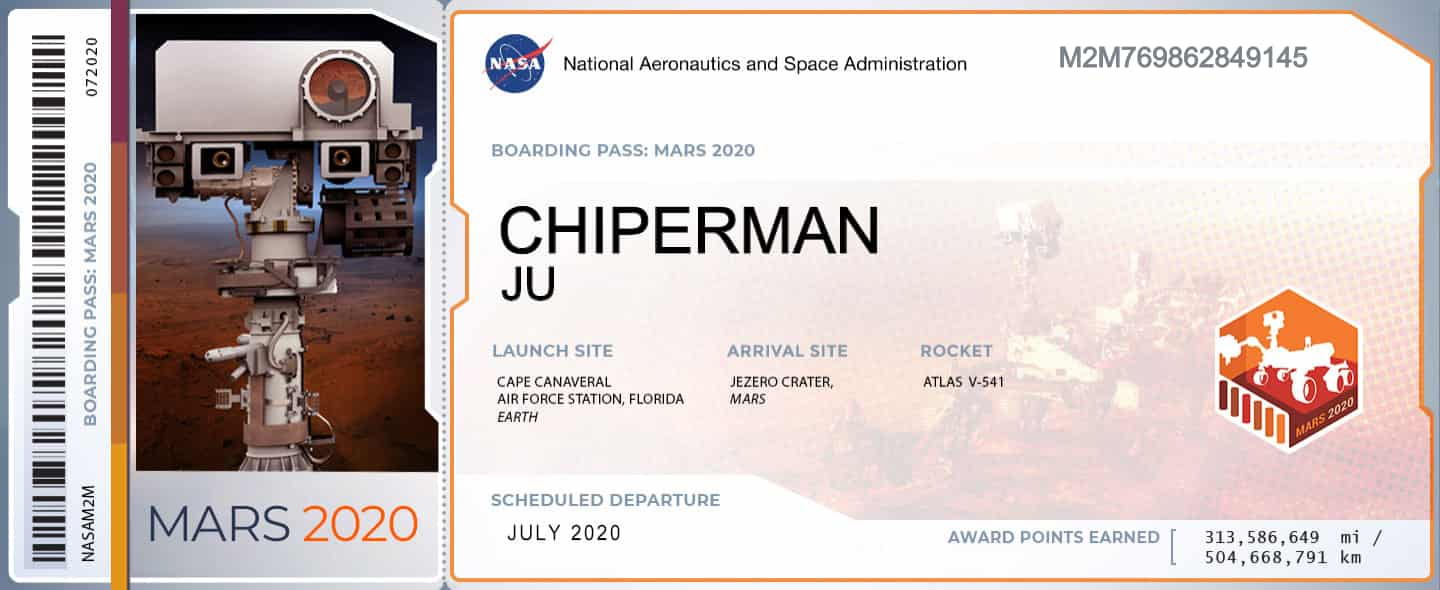 072020
BOARDING PASS: MARS 2020
NASAM2M
MARS 2020
NASA
National Aeronautics and Space Administration
M2M769862849145
BOARDING PASS: MARS 2020
CHIPERMAN
JU
LAUNCH SITE
CAPE CANAVERAL
AIR FORCE STATION, FLORIDA
EARTH
ARRIVAL SITE
JEZERO CRATER,
MARS
ROCKET
ATLAS V-541
MARS 2020
SCHEDULED DEPARTURE
JULY 2020
AWARD POINTS EARNED
313,586,649 mi /
504,668,791 km